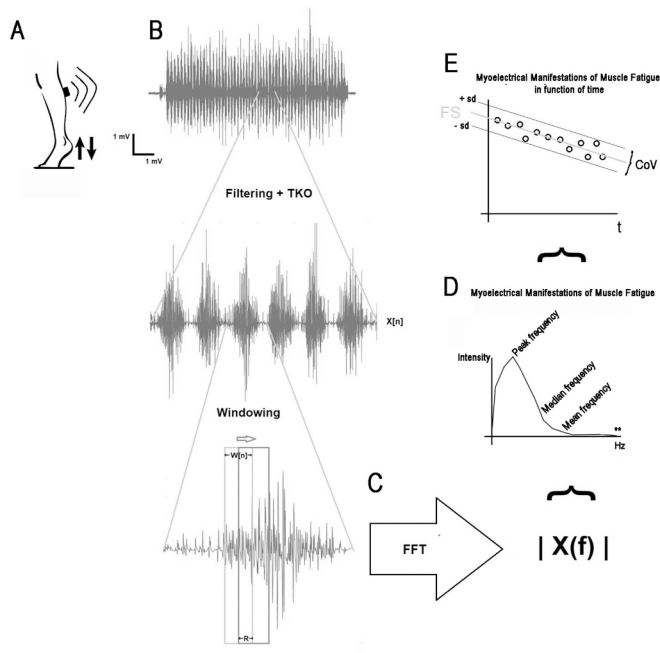 A
B
1 mV
1 mV
Filtering + TKO
X[n]
Windowing
←W[n]→
←R→
C
FFT
| X(f) |
E
Myoelectrical Manifestations of Muscle Fatigue
in function of time
+ sd
FS
- sd
CoV
t
D
Myoelectrical Manifestations of Muscle Fatigue
Intensity
Peak frequency
Median frequency
Mean frequency
**
Hz